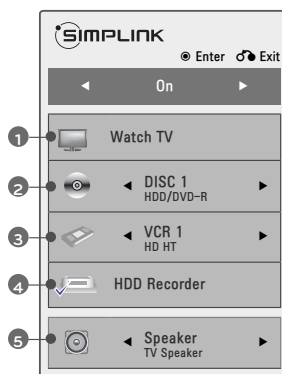 SIMPLINK
Enter Exit
On
1 Watch TV
2 DISC 1
HDD/DVD-R
3 VCR 1
HD HT
4 HDD Recorder
5 Speaker
TV Speaker